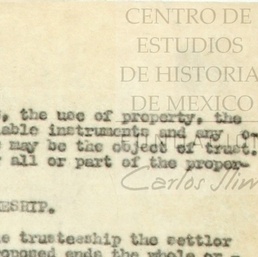 CENTRO DE
ESTUDIOS
DE HISTORIA
DE MEXICO
Carlos Slim
, the use of property, the
able instruments and any o-
may be the object of trust.
all or part of the proper-
ESHIP.
e trusteeship the settlor
oposed ends the whole or -